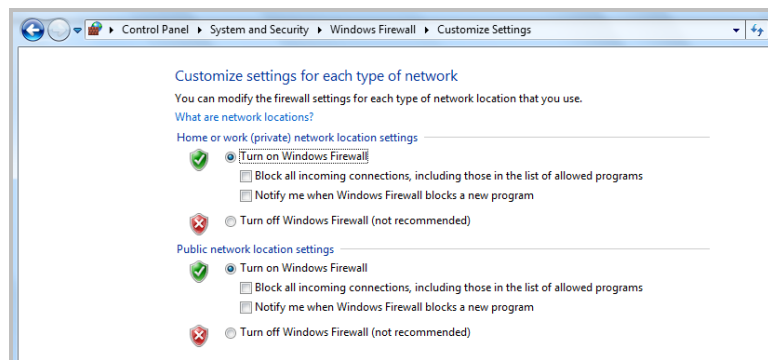 Control Panel ▸ System and Security ▸ Windows Firewall ▸ Customize Settings
Customize settings for each type of network
You can modify the firewall settings for each type of network location that you use.
What are network locations?
Home or work (private) network location settings
Turn on Windows Firewall
Block all incoming connections, including those in the list of allowed programs
Notify me when Windows Firewall blocks a new program
Turn off Windows Firewall (not recommended)
Public network location settings
Turn on Windows Firewall
Block all incoming connections, including those in the list of allowed programs
Notify me when Windows Firewall blocks a new program
Turn off Windows Firewall (not recommended)